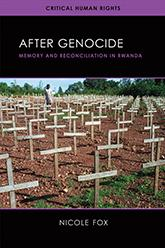 CRITICAL HUMAN RIGHTS
AFTER GENOCIDE
MEMORY AND RECONCILIATION IN RWANDA
NICOLE FOX